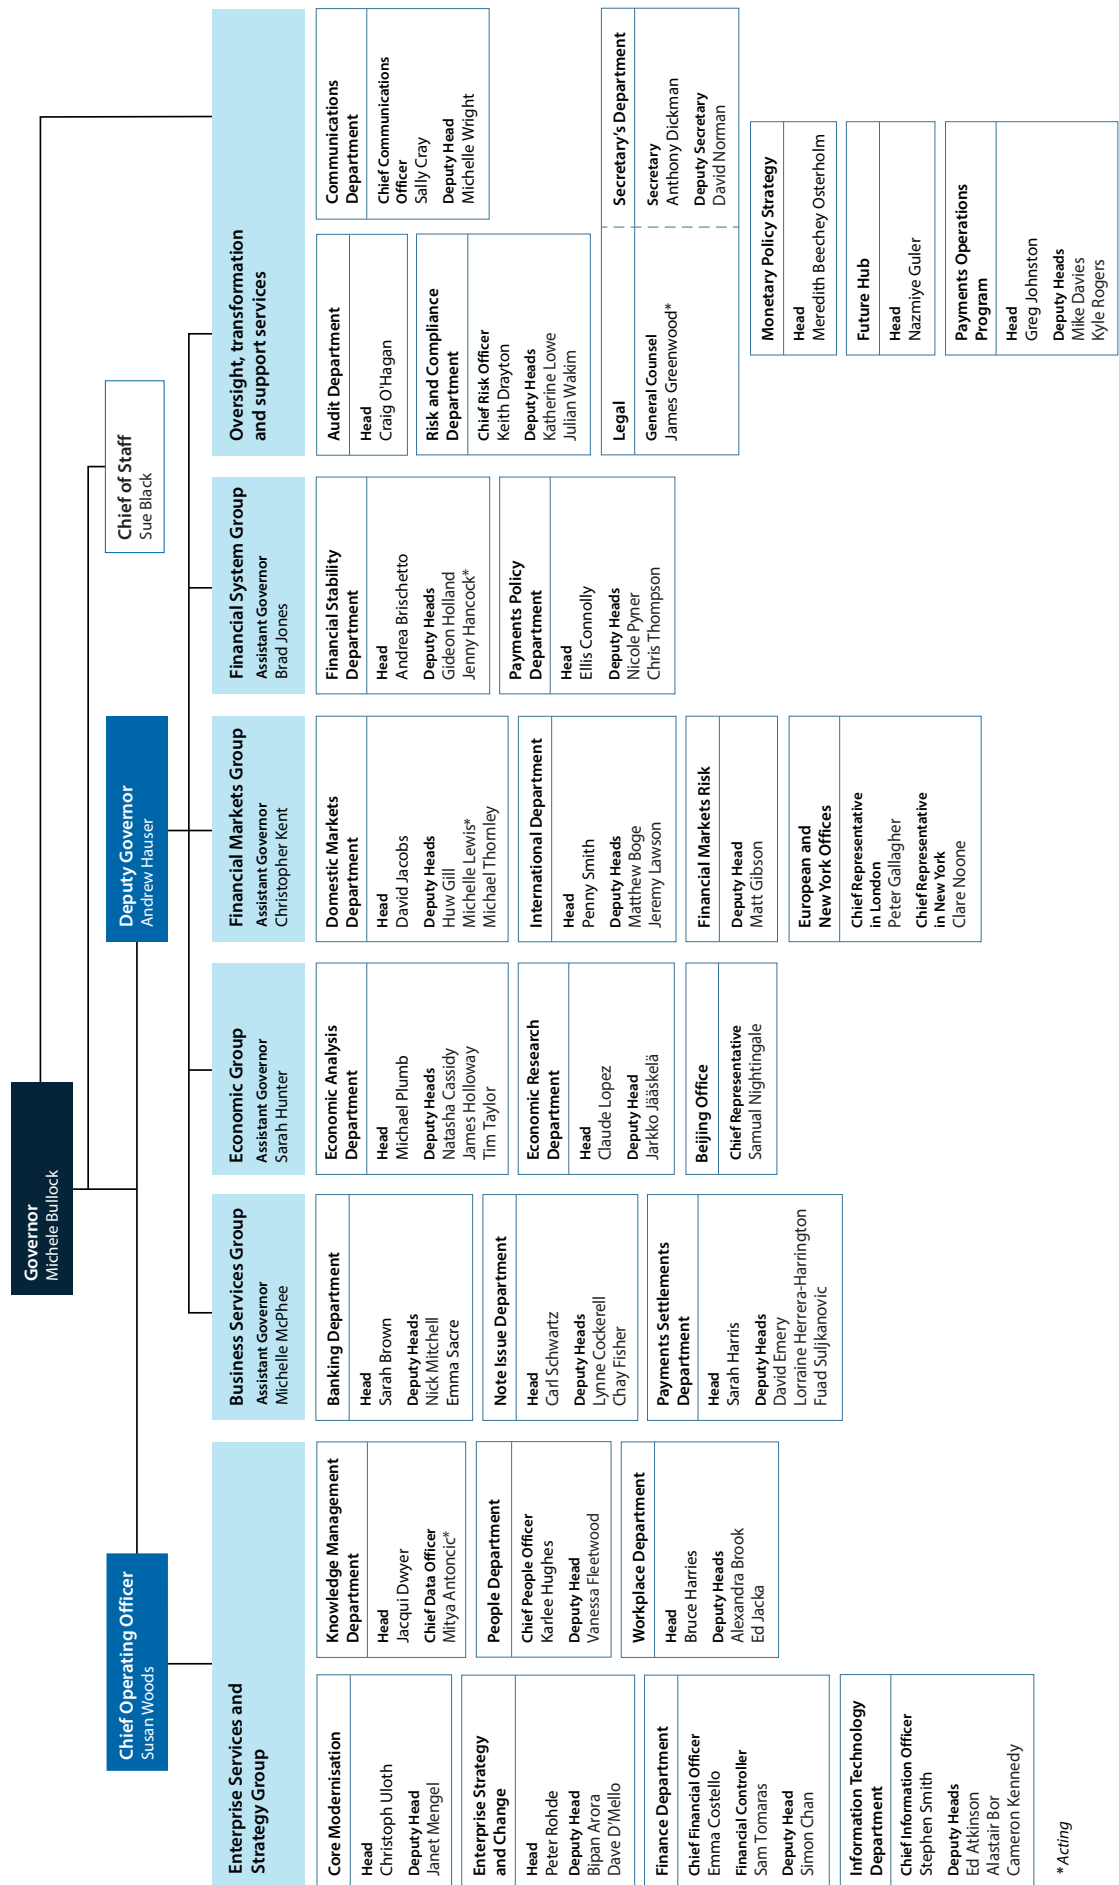 Governor
Michele Bullock
Chief Operating Officer
Susan Woods
Deputy Governor
Andrew Hauser
Chief of Staff
Sue Black
Enterprise Services and
Strategy Group
Core Modernisation
Head
Christoph Uloth
Deputy Head
Janet Mengel
Enterprise Strategy
and Change
Head
Peter Rohde
Deputy Head
Bipan Arora
Dave D'Mello
Finance Department
Chief Financial Officer
Emma Costello
Financial Controller
Sam Tomaras
Deputy Head
Simon Chan
Information Technology
Department
Chief Information Officer
Stephen Smith
Deputy Heads
Ed Atkinson
Alastair Bor
Cameron Kennedy
Knowledge Management
Department
Head
Jacqui Dwyer
Chief Data Officer
Mitya Antoncic*
People Department
Chief People Officer
Karlee Hughes
Deputy Head
Vanessa Fleetwood
Workplace Department
Head
Bruce Harries
Deputy Heads
Alexandra Brook
Ed Jacka
Business Services Group
Assistant Governor
Michelle McPhee
Banking Department
Head
Sarah Brown
Deputy Heads
Nick Mitchell
Emma Sacre
Note Issue Department
Head
Carl Schwartz
Deputy Heads
Lynne Cockerell
Chay Fisher
Payments Settlements
Department
Head
Sarah Harris
Deputy Heads
David Emery
Lorraine Herrera-Harrington
Fuad Suljkanovic
Economic Group
Assistant Governor
Sarah Hunter
Economic Analysis
Department
Head
Michael Plumb
Deputy Heads
Natasha Cassidy
James Holloway
Tim Taylor
Economic Research
Department
Head
Claude Lopez
Deputy Head
Jarkko Jääskelä
Beijing Office
Chief Representative
Samual Nightingale
Financial Markets Group
Assistant Governor
Christopher Kent
Domestic Markets
Department
Head
David Jacobs
Deputy Heads
Huw Gill
Michelle Lewis*
Michael Thornley
International Department
Head
Penny Smith
Deputy Heads
Matthew Boge
Jeremy Lawson
Financial Markets Risk
Deputy Head
Matt Gibson
European and
New York Offices
Chief Representative
in London
Peter Gallagher
Chief Representative
in New York
Clare Noone
Financial System Group
Assistant Governor
Brad Jones
Financial Stability
Department
Head
Andrea Brischetto
Deputy Heads
Gideon Holland
Jenny Hancock*
Payments Policy
Department
Head
Ellis Connolly
Deputy Heads
Nicole Pyner
Chris Thompson
Oversight, transformation
and support services
Audit Department
Head
Craig O'Hagan
Risk and Compliance
Department
Chief Risk Officer
Keith Drayton
Deputy Heads
Katherine Lowe
Julian Wakim
Communications
Department
Chief Communications
Officer
Sally Cray
Deputy Head
Michelle Wright
Legal
General Counsel
James Greenwood*
Secretary's Department
Secretary
Anthony Dickman
Deputy Secretary
David Norman
Monetary Policy Strategy
Head
Meredith Beechey Osterholm
Future Hub
Head
Nazmiye Guler
Payments Operations
Program
Head
Greg Johnston
Deputy Heads
Mike Davies
Kyle Rogers
* Acting